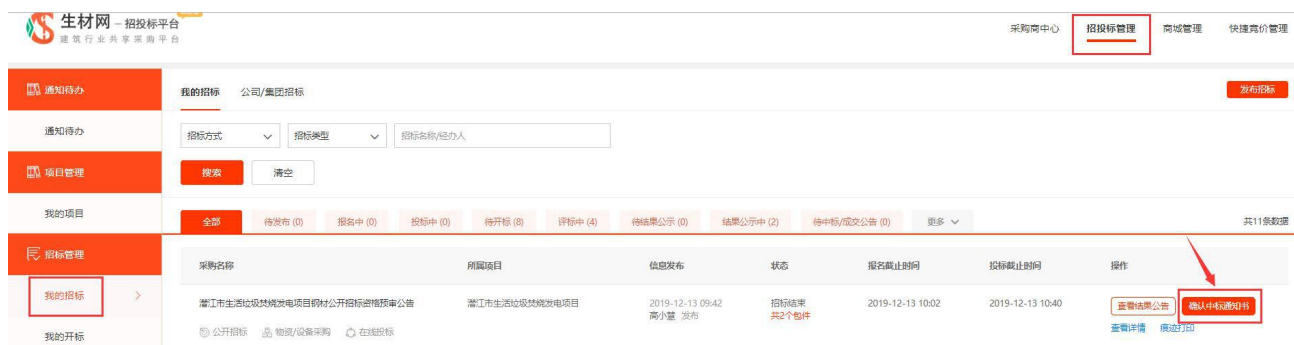 生材网 – 招投标平台
建筑行业共享采购平台
采购商中心 招投标管理 商城管理 快捷竞价管理
通知待办
通知待办
项目管理
我的项目
招标管理
我的招标 >
我的开标
我的招标 公司/集团招标
发布招标
招标方式 招标类型 招标名称/经办人
搜索 清空
全部 待发布 (0) 报名中 (0) 投标中 (0) 待开标 (8) 评标中 (4) 待结果公示 (0) 结果公示中 (2) 待中标/成交公告 (0) 更多 共11条数据
采购名称 所属项目 信息发布 状态 报名截止时间 投标截止时间 操作
潜江市生活垃圾焚烧发电项目钢材公开招标资格预审公告 潜江市生活垃圾焚烧发电项目 2019-12-13 09:42 招标结束 2019-12-13 10:02 2019-12-13 10:40 查看结果公告 确认中标通知书
高小慧 发布 共2个包件
公开招标 物资/设备采购 在线投标 查看详情 痕迹打印